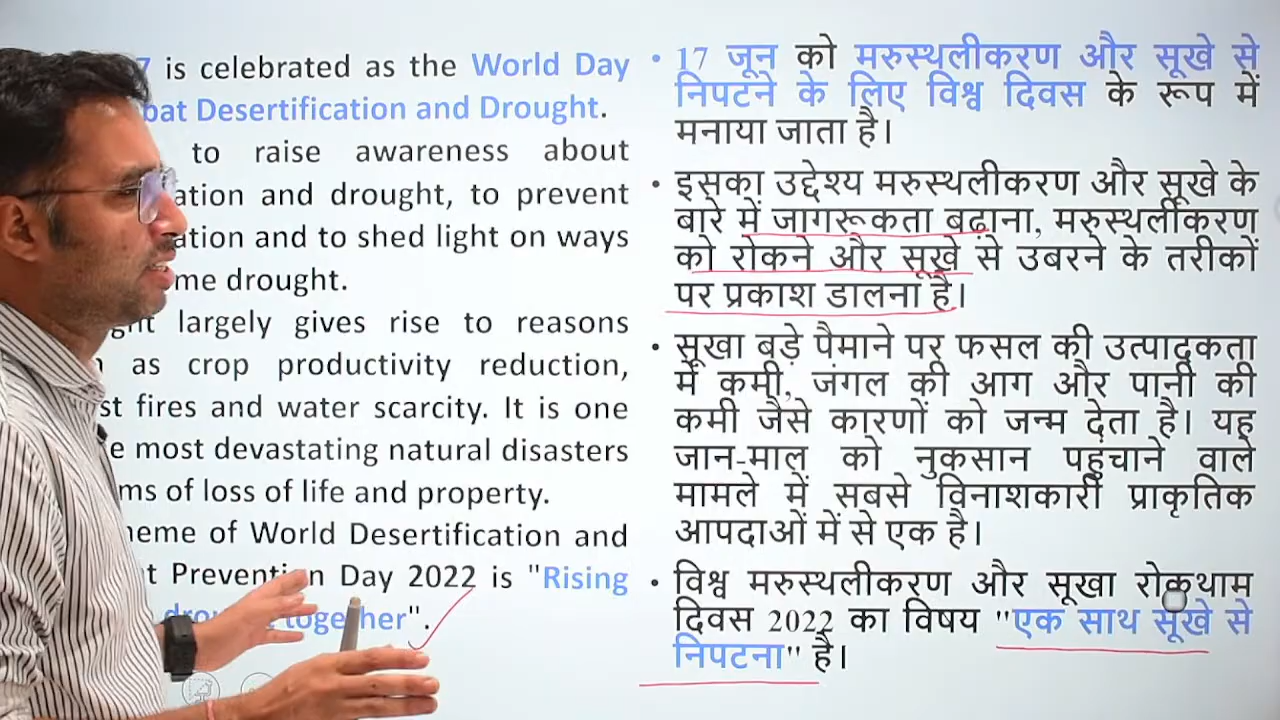 7 is celebrated as the World Day
bat Desertification and Drought.
to raise awareness about
ation and drought, to prevent
ation and to shed light on ways
me drought.
ght largely gives rise to reasons
as crop productivity reduction,
st fires and water scarcity. It is one
e most devastating natural disasters
ms of loss of life and property.
heme of World Desertification and
t Prevention Day 2022 is "Rising
together".
• 17 जून को मरुस्थलीकरण और सूखे से
निपटने के लिए विश्व दिवस के रूप में
मनाया जाता है।
• इसका उद्देश्य मरुस्थलीकरण और सूखे के
बारे में जागरूकता बढ़ाना, मरुस्थलीकरण
को रोकने और सूखे से उबरने के तरीकों
पर प्रकाश डालना है।
• सूखा बड़े पैमाने पर फसल की उत्पादकता
में कमी, जंगल की आग और पानी की
कमी जैसे कारणों को जन्म देता है। यह
जान-माल को नुकसान पहुंचाने वाले
मामले में सबसे विनाशकारी प्राकृतिक
आपदाओं में से एक है।
• विश्व मरुस्थलीकरण और सूखा रोकथाम
दिवस 2022 का विषय "एक साथ सूखे से
निपटना" है।